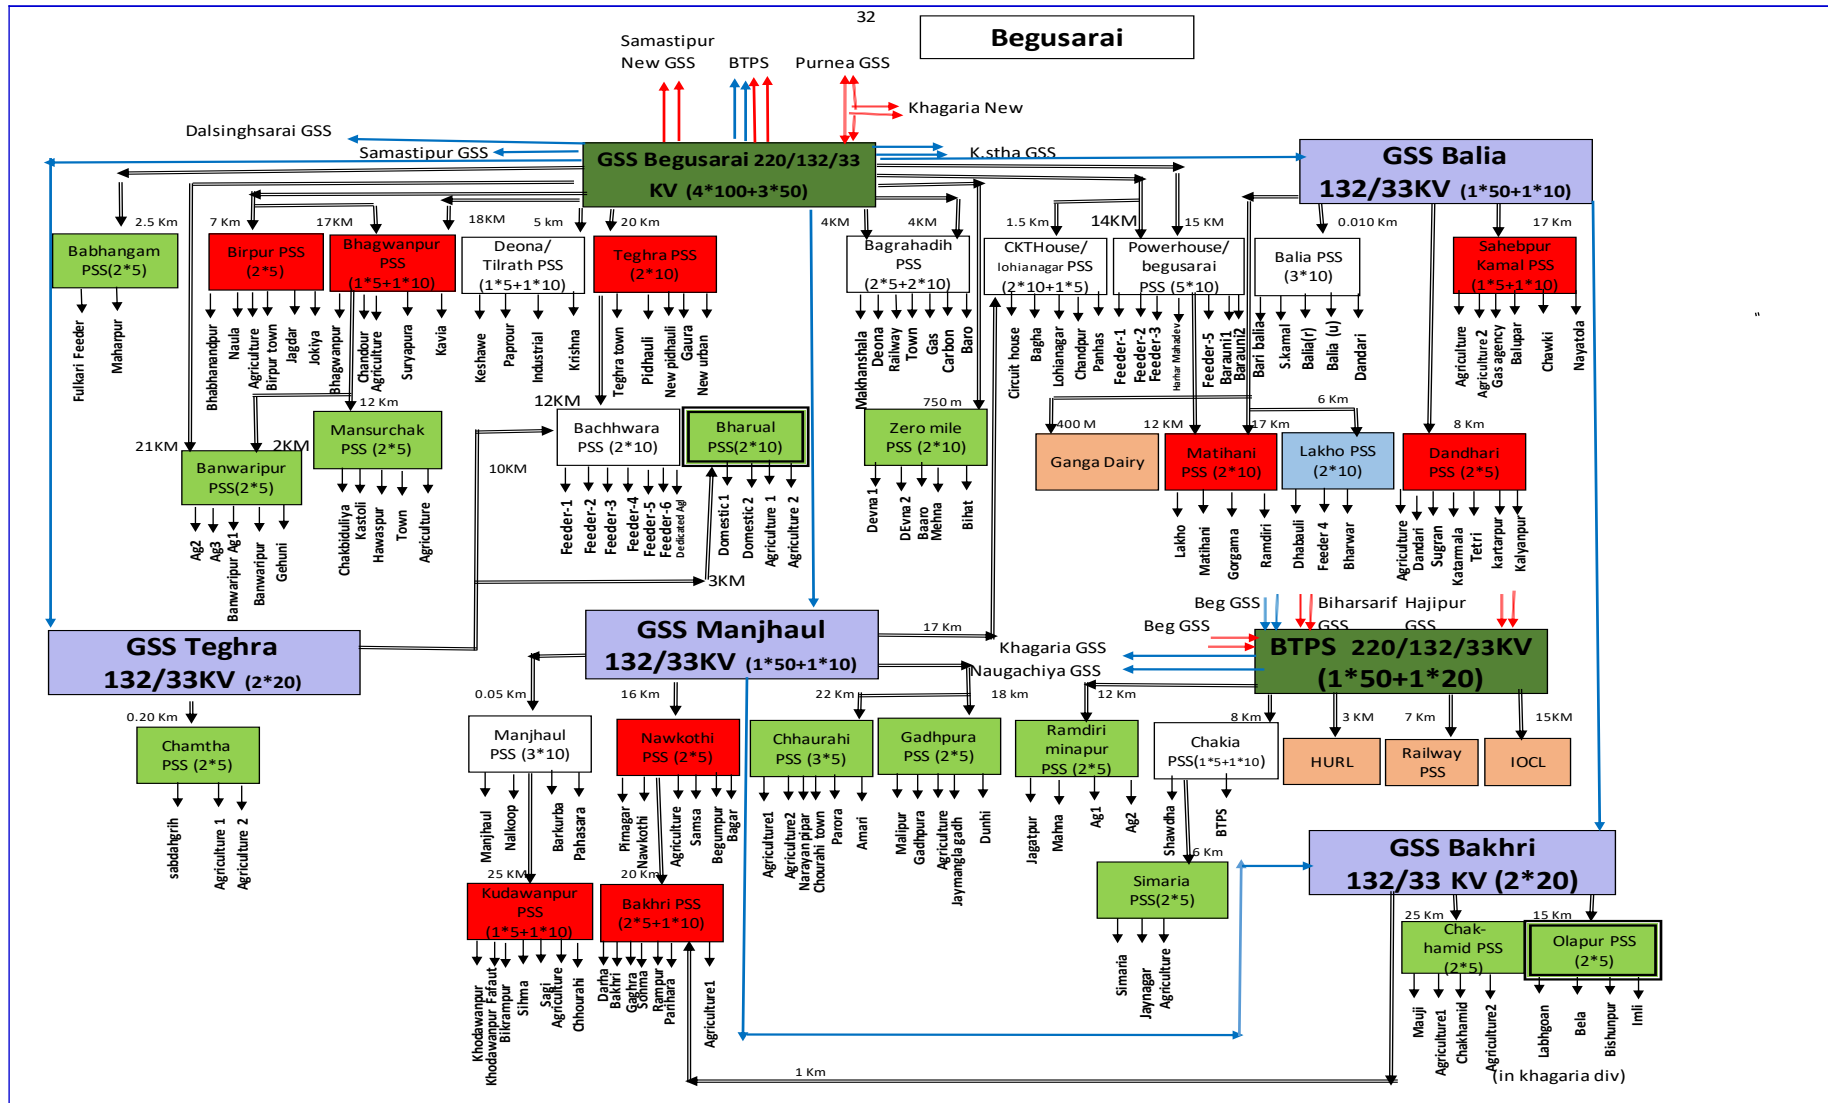 32
Begusarai
Samastipur
New GSS
BTPS
Purnea GSS
Khagaria New
Dalsinghsarai GSS
Samastipur GSS
K.stha GSS
GSS Begusarai 220/132/33
KV (4*100+3*50)
GSS Balia
132/33KV (1*50+1*10)
2.5 Km
7 Km
17KM
18KM
5 km
20 Km
4KM
4KM
1.5 Km
14KM
15 KM
0.010 Km
17 Km
Babhangam
PSS(2*5)
Birpur PSS
(2*5)
Bhagwanpur
PSS
(1*5+1*10)
Deona/
Tilrath PSS
(1*5+1*10)
Teghra PSS
(2*10)
Bagrahadih
PSS
(2*5+2*10)
CKTHouse/
lohianagar PSS
(2*10+1*5)
Powerhouse/
begusarai
PSS (5*10)
Balia PSS
(3*10)
Sahebpur
Kamal PSS
(1*5+1*10)
Fulkari Feeder
Maharpur
Bhabhnandpur
Naula
Agriculture
Birpur town
Jagdar
Jokiya
Bhagwanpur
Chandour
Agriculture
Suryapura
Kavia
Keshawe
Paprour
Industrial
Krishna
Teghra town
Pidhauli
New pidhauli
Gaura
New urban
Makhanshala
Deona
Railway
Town
Gas
Carbon
Baro
Circuit house
Bagha
Lohianagar
Chandpur
Panhas
Feeder-1
Feeder-2
Feeder-3
Harhar Mahadev
Feeder-5
Barauni1
Barauni2
Bari balia
S.kamal
Balia(r)
Balia (u)
Dandari
Agriculture
Agriculture 2
Gas agency
Balupar
Chawki
Nayatola
"
21KM
2KM
12 Km
12KM
10KM
750 m
400 M
12 KM
17 Km
6 Km
8 Km
Banwaripur
PSS(2*5)
Mansurchak
PSS (2*5)
Bachhwara
PSS (2*10)
Bharual
PSS(2*10)
Zero mile
PSS (2*10)
Ganga Dairy
Matihani
PSS (2*10)
Lakho PSS
(2*10)
Dandhari
PSS (2*5)
Ag2
Ag3
Banwaripur Ag1
Banwaripur
Gehuni
Chakbiduliya
Kastoli
Hawaspur
Town
Agriculture
Feeder-1
Feeder-2
Feeder-3
Feeder-4
Feeder-5
Feeder-6
Dedicated Agl
Domestic 1
Domestic 2
Agriculture 1
Agriculture 2
Devna 1
DEvna 2
Baaro
Mehna
Bihat
Lakho
Matihani
Gorgama
Ramdiri
Dhabauli
Feeder 4
Bharwar
Agriculture
Dandari
Sugran
Katarmala
Tetri
kartarpur
Kalyanpur
3KM
Beg GSS
Biharsarif
GSS
Hajipur
GSS
Beg GSS
Khagaria GSS
Naugachiya GSS
GSS Teghra
132/33KV (2*20)
GSS Manjhaul
132/33KV (1*50+1*10)
17 Km
BTPS 220/132/33KV
(1*50+1*20)
0.20 Km
0.05 Km
16 Km
22 Km
18 km
12 Km
8 Km
3 KM
7 Km
15KM
Chamtha
PSS (2*5)
Manjhaul
PSS (3*10)
Nawkothi
PSS (2*5)
Chhaurahi
PSS (3*5)
Gadhpura
PSS (2*5)
Ramdiri
minapur
PSS (2*5)
Chakia
PSS(1*5+1*10)
HURL
Railway
PSS
IOCL
sabdahgrih
Agriculture 1
Agriculture 2
Manjhaul
Nalkoop
Barkurba
Pahasara
Pirnagar
Nawkothi
Agriculture
Samsa
Begumpur
Bagar
Agriculture1
Agriculture2
Narayan pipar
Chourahi town
Parora
Amari
Malipur
Gadhpura
Agriculture
Jaymangla gadh
Dunhi
Jagatpur
Mahna
Ag1
Ag2
Shawdha
BTPS
6 Km
GSS Bakhri
132/33 KV (2*20)
25 KM
20 Km
25 Km
15 Km
Kudawanpur
PSS
(1*5+1*10)
Bakhri PSS
(2*5+1*10)
Simaria
PSS(2*5)
Chak-
hamid PSS
(2*5)
Olapur PSS
(2*5)
Khodawanpur
Khodawanpur Fafaut
Bikrampur
Sihma
Sagi
Agriculture
Chhourahi
Darha
Bakhri
Gaghra
Sonma
Rampur
Parihara
Agriculture1
Simaria
Jaynagar
Agriculture
Mauji
Agriculture1
Chakhamid
Agriculture2
Labhgoan
Bela
Bishunpur
Imli
1 Km
(in khagaria div)